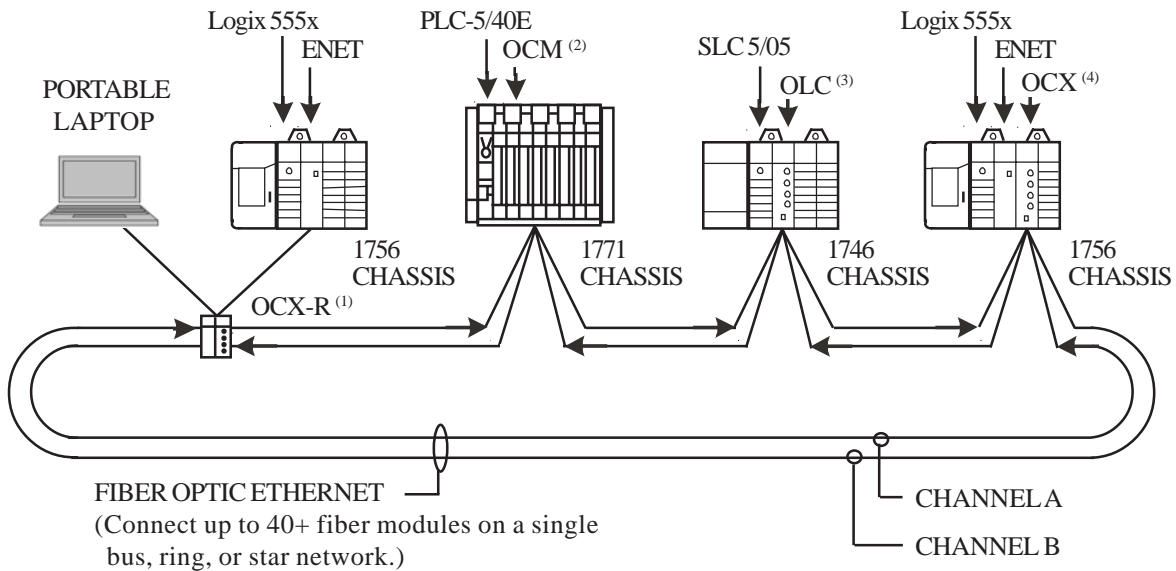 Logix 555x
ENET
PLC-5/40E
OCM (2)
SLC 5/05
OLC (3)
Logix 555x
ENET
OCX (4)
PORTABLE
LAPTOP
1756
CHASSIS
1771
CHASSIS
1746
CHASSIS
1756
CHASSIS
OCX-R (1)
FIBER OPTIC ETHERNET
(Connect up to 40+ fiber modules on a single
bus, ring, or star network.)
CHANNEL A
CHANNEL B